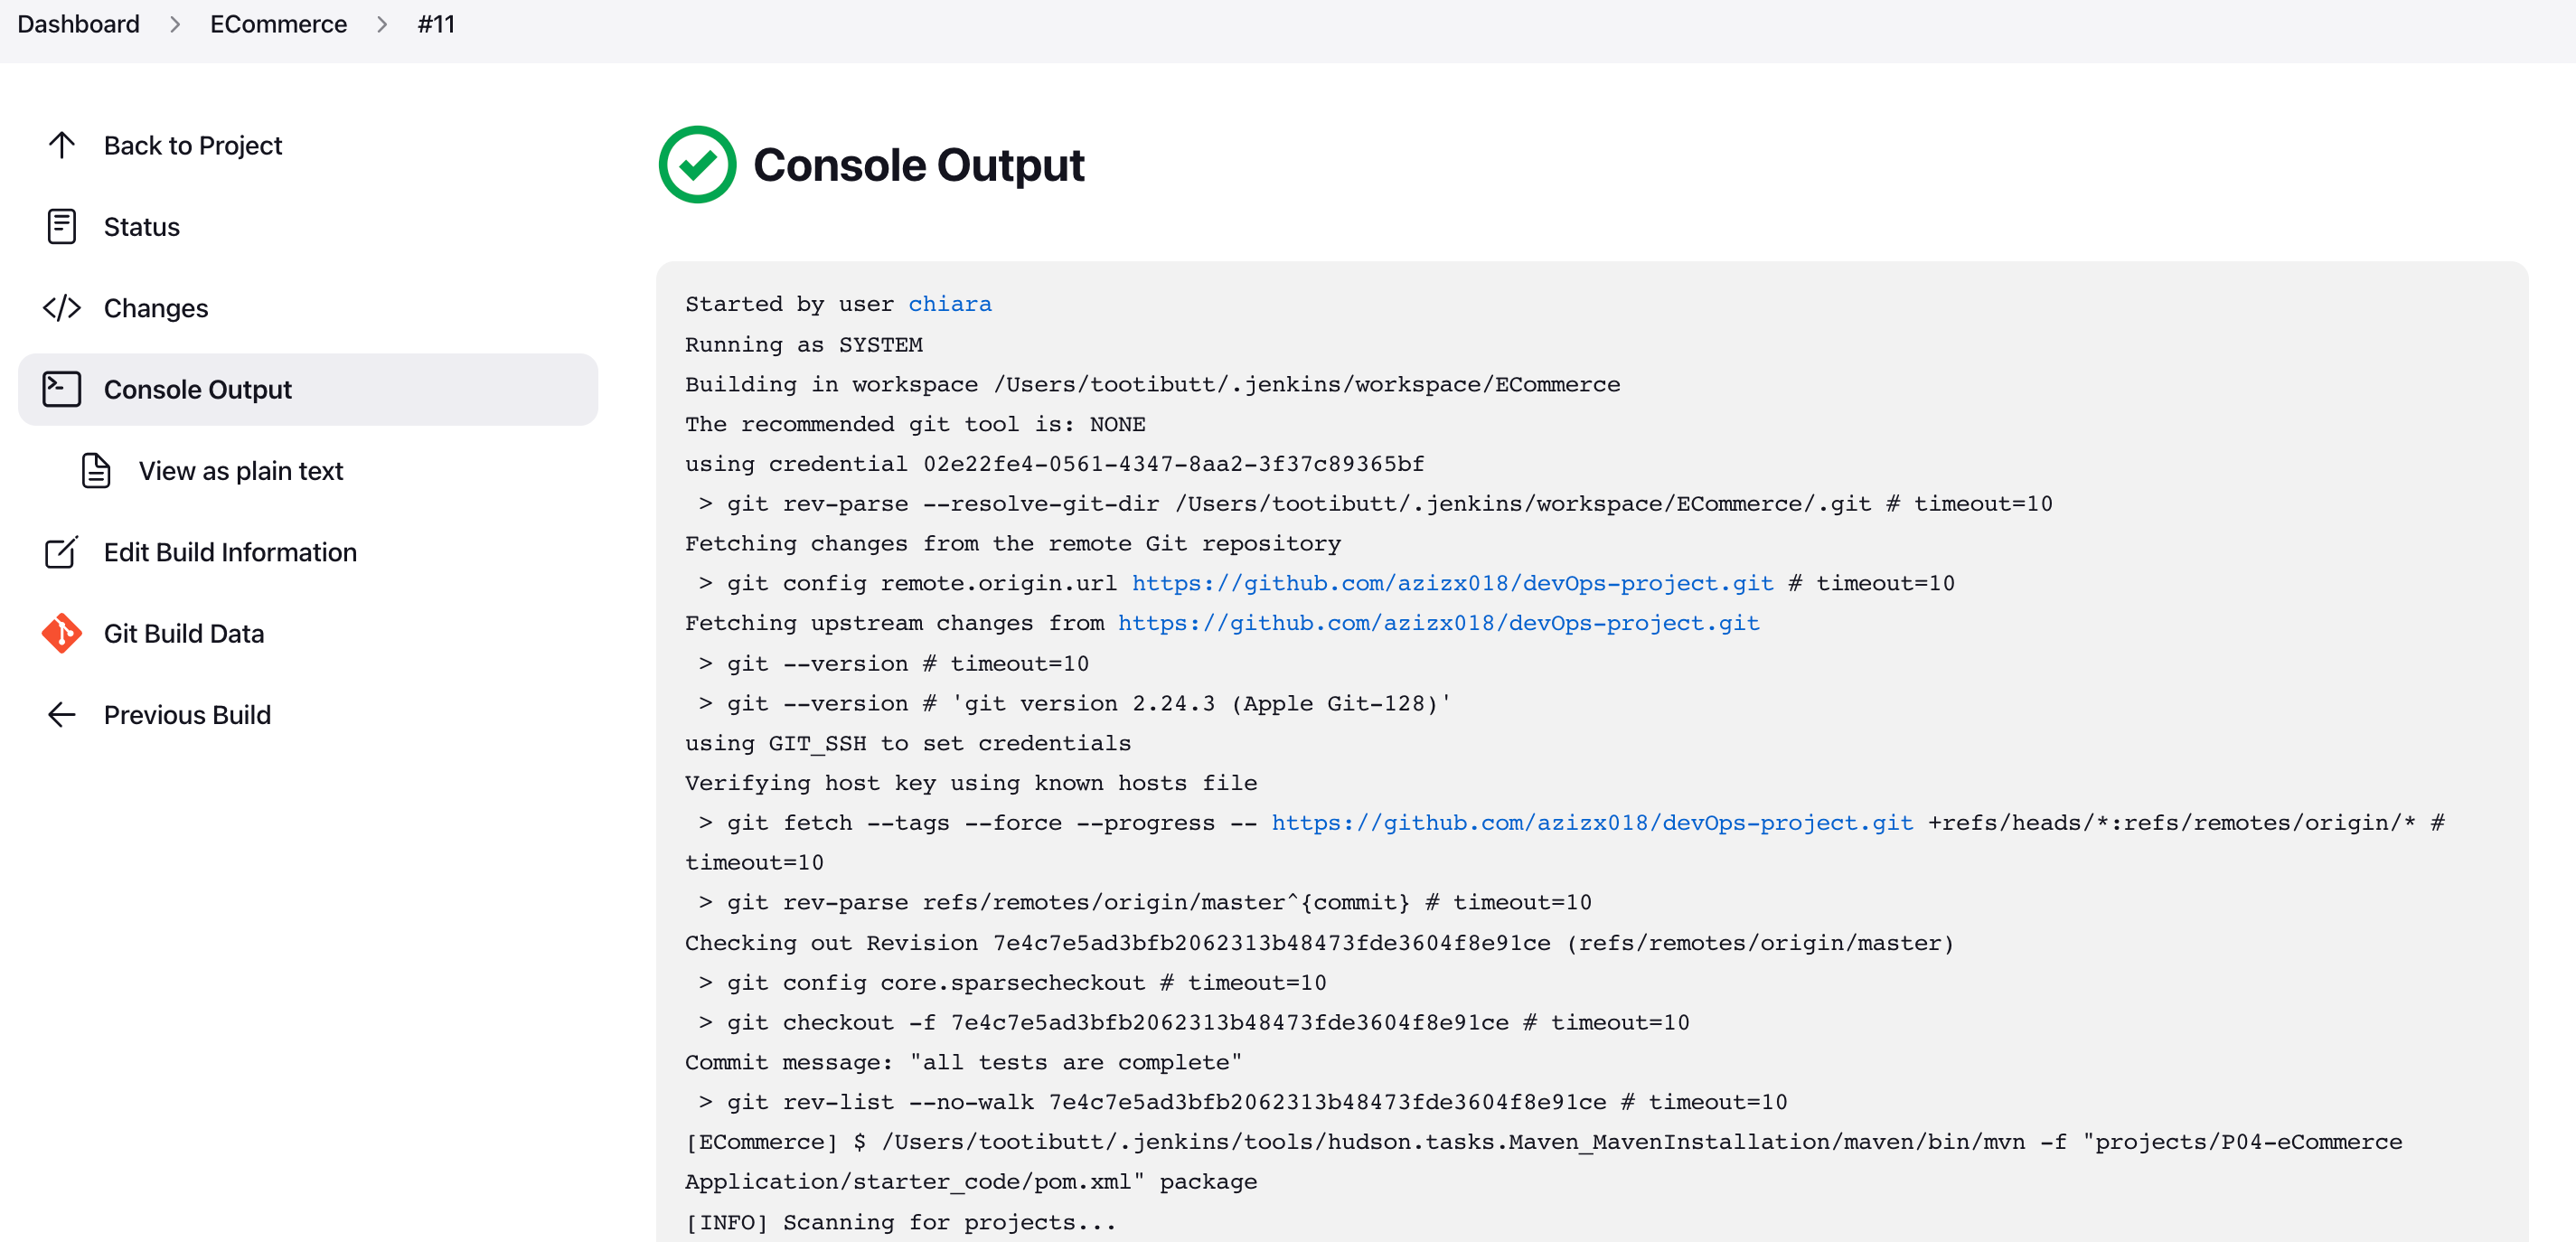 Dashboard > ECommerce > #11
Back to Project
Status
Changes
Console Output
View as plain text
Edit Build Information
Git Build Data
Previous Build
Console Output
Started by user chiara
Running as SYSTEM
Building in workspace /Users/tootibutt/.jenkins/workspace/ECommerce
The recommended git tool is: NONE
using credential 02e22fe4-0561-4347-8aa2-3f37c89365bf
 > git rev-parse --resolve-git-dir /Users/tootibutt/.jenkins/workspace/ECommerce/.git # timeout=10
Fetching changes from the remote Git repository
 > git config remote.origin.url https://github.com/azizx018/devOps-project.git # timeout=10
Fetching upstream changes from https://github.com/azizx018/devOps-project.git
 > git --version # timeout=10
 > git --version # 'git version 2.24.3 (Apple Git-128)'
using GIT_SSH to set credentials
Verifying host key using known hosts file
 > git fetch --tags --force --progress -- https://github.com/azizx018/devOps-project.git +refs/heads/*:refs/remotes/origin/* #
timeout=10
 > git rev-parse refs/remotes/origin/master^{commit} # timeout=10
Checking out Revision 7e4c7e5ad3bfb2062313b48473fde3604f8e91ce (refs/remotes/origin/master)
 > git config core.sparsecheckout # timeout=10
 > git checkout -f 7e4c7e5ad3bfb2062313b48473fde3604f8e91ce # timeout=10
Commit message: "all tests are complete"
 > git rev-list --no-walk 7e4c7e5ad3bfb2062313b48473fde3604f8e91ce # timeout=10
[ECommerce] $ /Users/tootibutt/.jenkins/tools/hudson.tasks.Maven_MavenInstallation/maven/bin/mvn -f "projects/P04-eCommerce
Application/starter_code/pom.xml" package
[INFO] Scanning for projects...